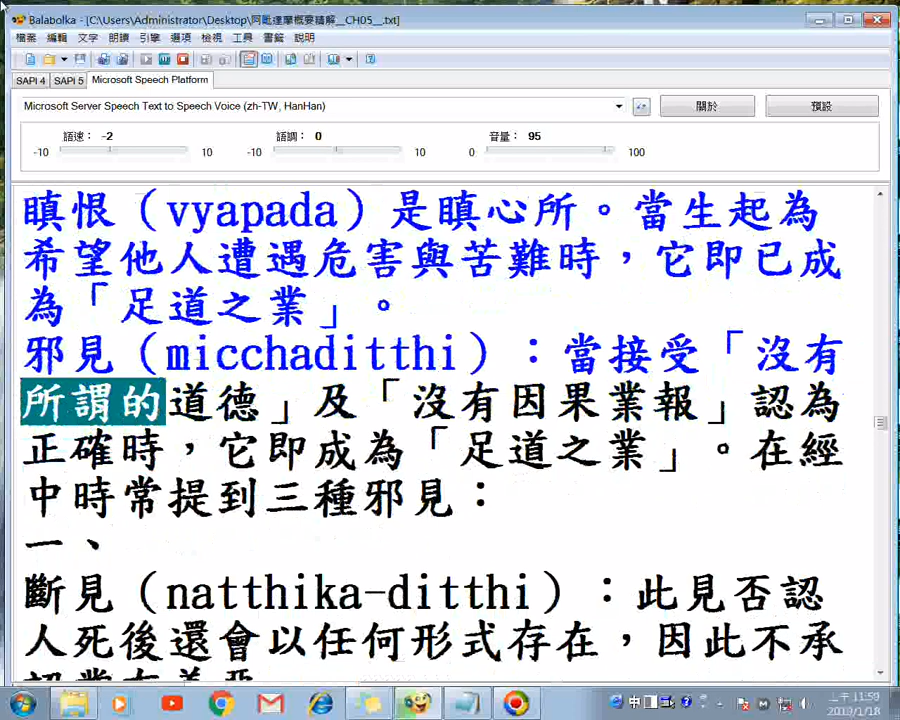 Balabolka - [C:\Users\Administrator\Desktop\阿毗達摩概要精解__CH05__.txt]
檔案 編輯 文字 朗讀 引擎 選項 檢視 工具 書籤 說明
SAPI 4 SAPI 5 Microsoft Speech Platform
Microsoft Server Speech Text to Speech Voice (zh-TW, HanHan) 關於 預設
語速： -2 語調： 0 音量： 95
-10 10 -10 10 0 100
瞋恨（vyapada）是瞋心所。當生起為
希望他人遭遇危害與苦難時，它即已成
為「足道之業」。
邪見（micchaditthi）：當接受「沒有
所謂的道德」及「沒有因果業報」認為
正確時，它即成為「足道之業」。在經
中時常提到三種邪見：
一、
斷見（natthika-ditthi）：此見否認
人死後還會以任何形式存在，因此不承
中
上午 11:59
2019/1/18